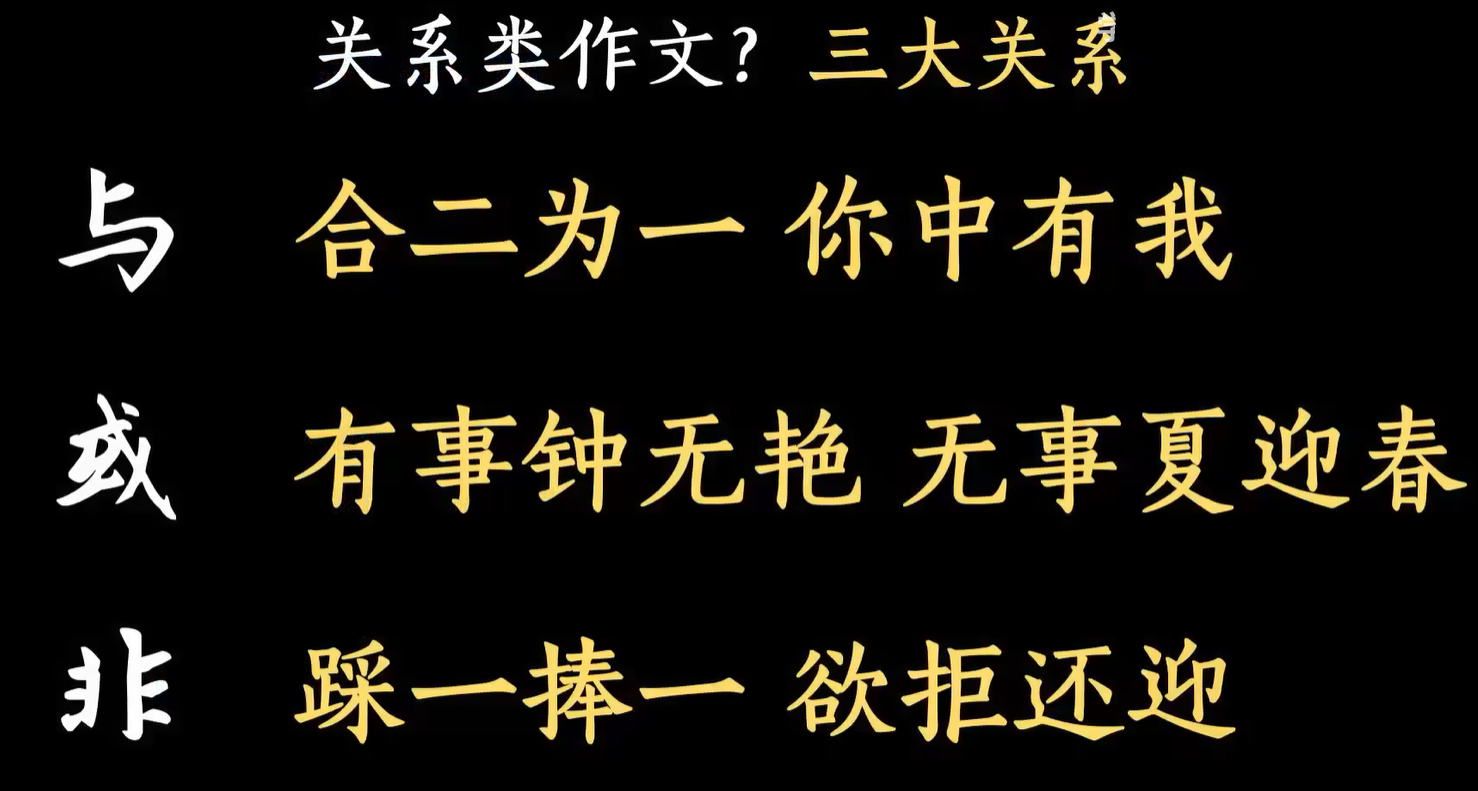 关系类作文？三大关系
与 合二为一 你中有我
或 有事钟无艳 无事夏迎春
非 踩一捧一 欲拒还迎